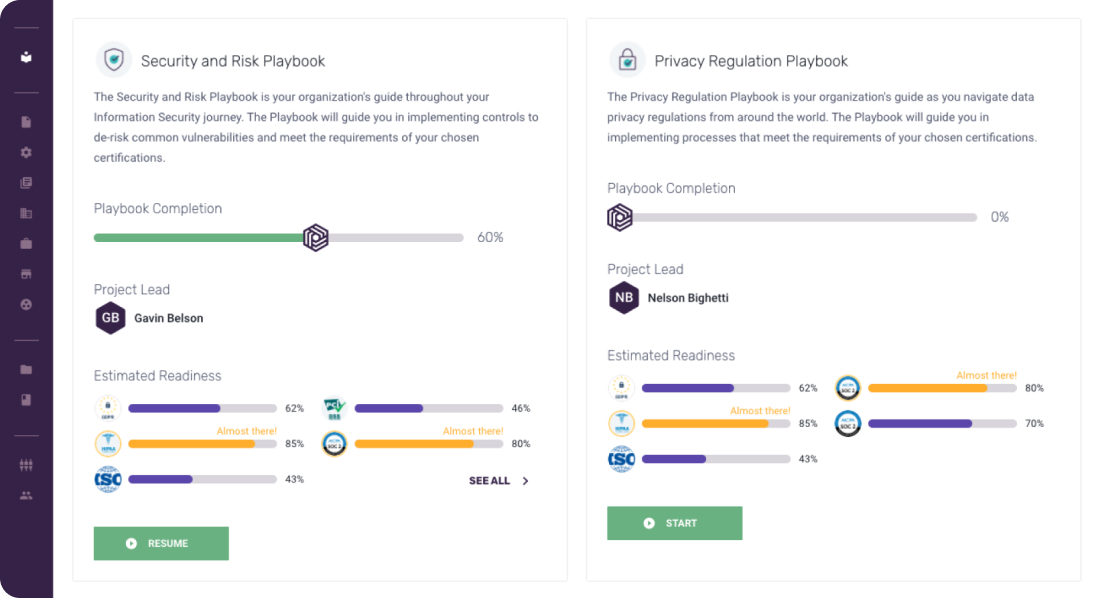 Security and Risk Playbook
The Security and Risk Playbook is your organization's guide throughout your
Information Security journey. The Playbook will guide you in implementing controls to
de-risk common vulnerabilities and meet the requirements of your chosen
certifications.
Playbook Completion
60%
Project Lead
GB
Gavin Belson
Estimated Readiness
GDPR
62%
PCI
DSS
46%
Almost there!
HIPAA
85%
Almost there!
AICPA
SOC 2
80%
ISO
43%
SEE ALL
RESUME
Privacy Regulation Playbook
The Privacy Regulation Playbook is your organization's guide as you navigate data
privacy regulations from around the world. The Playbook will guide you in
implementing processes that meet the requirements of your chosen certifications.
Playbook Completion
0%
Project Lead
NB
Nelson Bighetti
Estimated Readiness
GDPR
62%
Almost there!
AICPA
SOC 2
80%
Almost there!
HIPAA
85%
AICPA
SOC 2
70%
ISO
43%
START